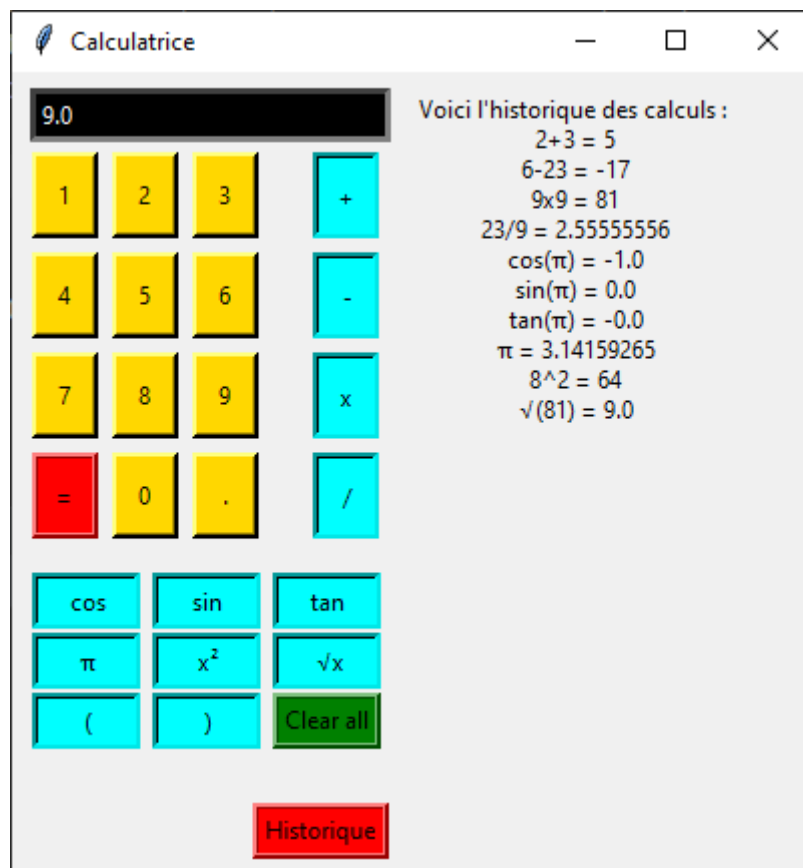 Calculatrice
9.0
1 2 3 +
4 5 6 -
7 8 9 x
= 0 . /
cos sin tan
π x² √x
( ) Clear all
Historique
Voici l'historique des calculs :
2+3 = 5
6-23 = -17
9x9 = 81
23/9 = 2.55555556
cos(π) = -1.0
sin(π) = 0.0
tan(π) = -0.0
π = 3.14159265
8^2 = 64
√(81) = 9.0